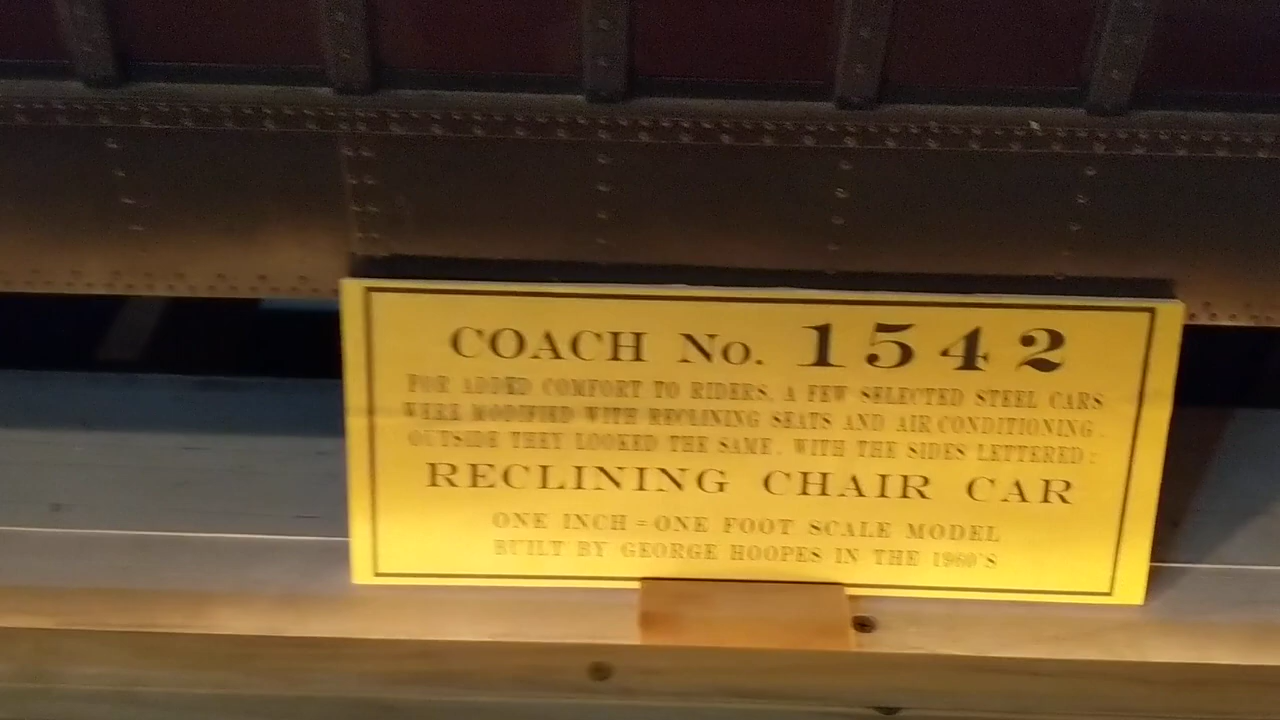 COACH No. 1542
FOR ADDED COMFORT TO RIDERS, A FEW SELECTED STEEL CARS
WERE MODIFIED WITH RECLINING SEATS AND AIR CONDITIONING.
OUTSIDE THEY LOOKED THE SAME, WITH THE SIDES LETTERED:
RECLINING CHAIR CAR
ONE INCH = ONE FOOT SCALE MODEL
BUILT BY GEORGE HOOPES IN THE 1960'S